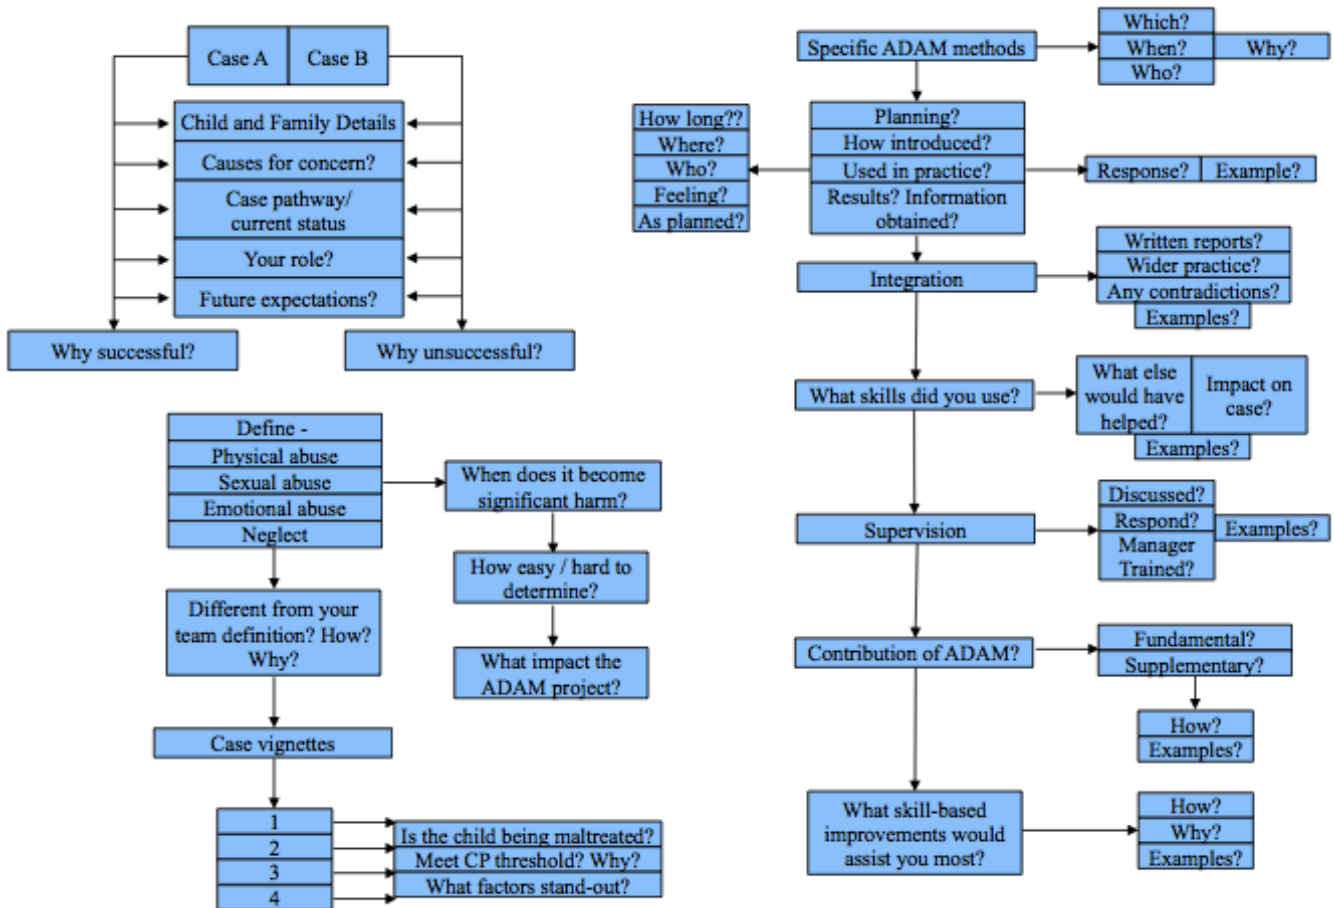 Case A
Case B
Child and Family Details
Causes for concern?
Case pathway/
current status
Your role?
Future expectations?
Why successful?
Why unsuccessful?
Define -
Physical abuse
Sexual abuse
Emotional abuse
Neglect
When does it become
significant harm?
How easy / hard to
determine?
What impact the
ADAM project?
Different from your
team definition? How?
Why?
Case vignettes
1
2
3
4
Is the child being maltreated?
Meet CP threshold? Why?
What factors stand-out?
Specific ADAM methods
Which?
When?
Who?
Why?
How long??
Where?
Who?
Feeling?
As planned?
Planning?
How introduced?
Used in practice?
Results? Information
obtained?
Response?
Example?
Integration
Written reports?
Wider practice?
Any contradictions?
Examples?
What skills did you use?
What else
would have
helped?
Impact on
case?
Examples?
Supervision
Discussed?
Respond?
Manager
Trained?
Examples?
Contribution of ADAM?
Fundamental?
Supplementary?
How?
Examples?
What skill-based
improvements would
assist you most?
How?
Why?
Examples?